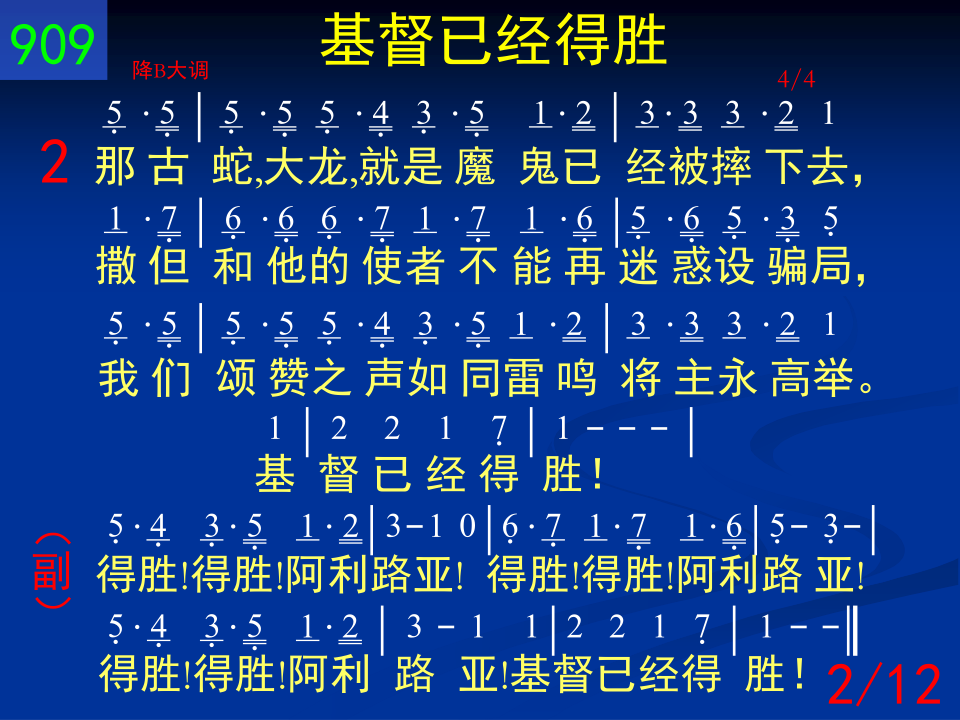 909
基督已经得胜
降B大调
4/4
5 · 5 | 5 · 5 5 · 4 3 · 5 1 · 2 | 3 · 3 3 · 2 1
2
那古 蛇,大龙,就是魔鬼已 经被摔下去，
1 · 7 | 6 · 6 6 · 7 1 · 7 1 · 6 | 5 · 6 5 · 3 5
撒但 和他的使者不能再迷惑设骗局，
5 · 5 | 5 · 5 5 · 4 3 · 5 1 · 2 | 3 · 3 3 · 2 1
我们 颂赞之声如同雷鸣 将主永高举。
1 | 2 2 1 7 | 1 - - - |
基 督已经得 胜！
5 · 4 3 · 5 1 · 2 | 3 - 1 0 | 6 · 7 1 · 7 1 · 6 | 5 - 3 - |
（副）
得胜!得胜!阿利路亚! 得胜!得胜!阿利路 亚!
5 · 4 3 · 5 1 · 2 | 3 - 1 1 | 2 2 1 7 | 1 - - ‖
得胜!得胜!阿利 路 亚!基督已经得 胜！
2/12